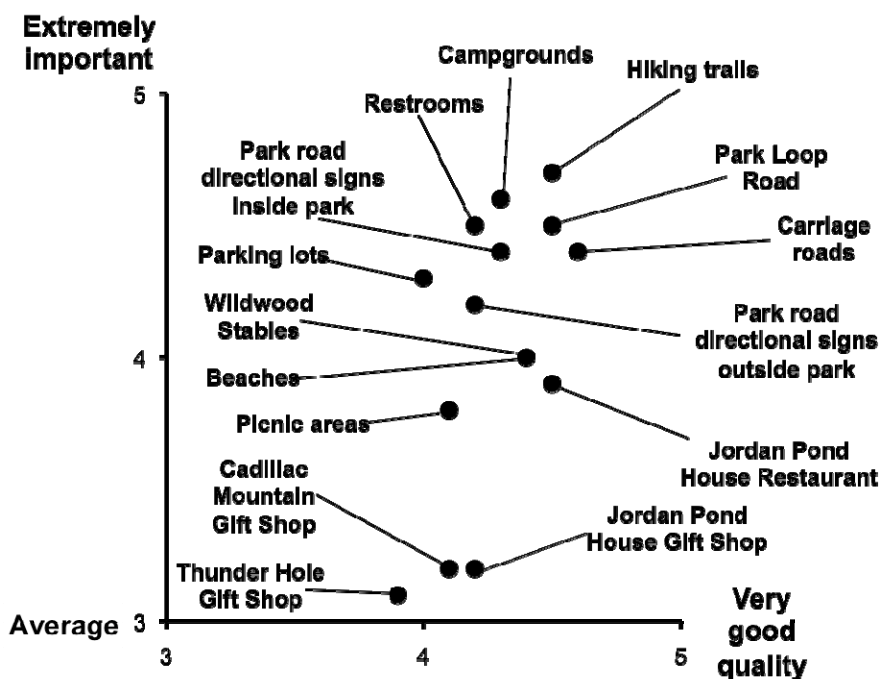 Extremely
important
5
Campgrounds
Hiking trails
Restrooms
Park road
directional signs
inside park
Park Loop
Road
Parking lots
Carriage
roads
Wildwood
Stables
Park road
directional signs
outside park
4
Beaches
Picnic areas
Jordan Pond
House Restaurant
Cadillac
Mountain
Gift Shop
Jordan Pond
House Gift Shop
Thunder Hole
Gift Shop
Average
3
Very
good
quality
3
4
5